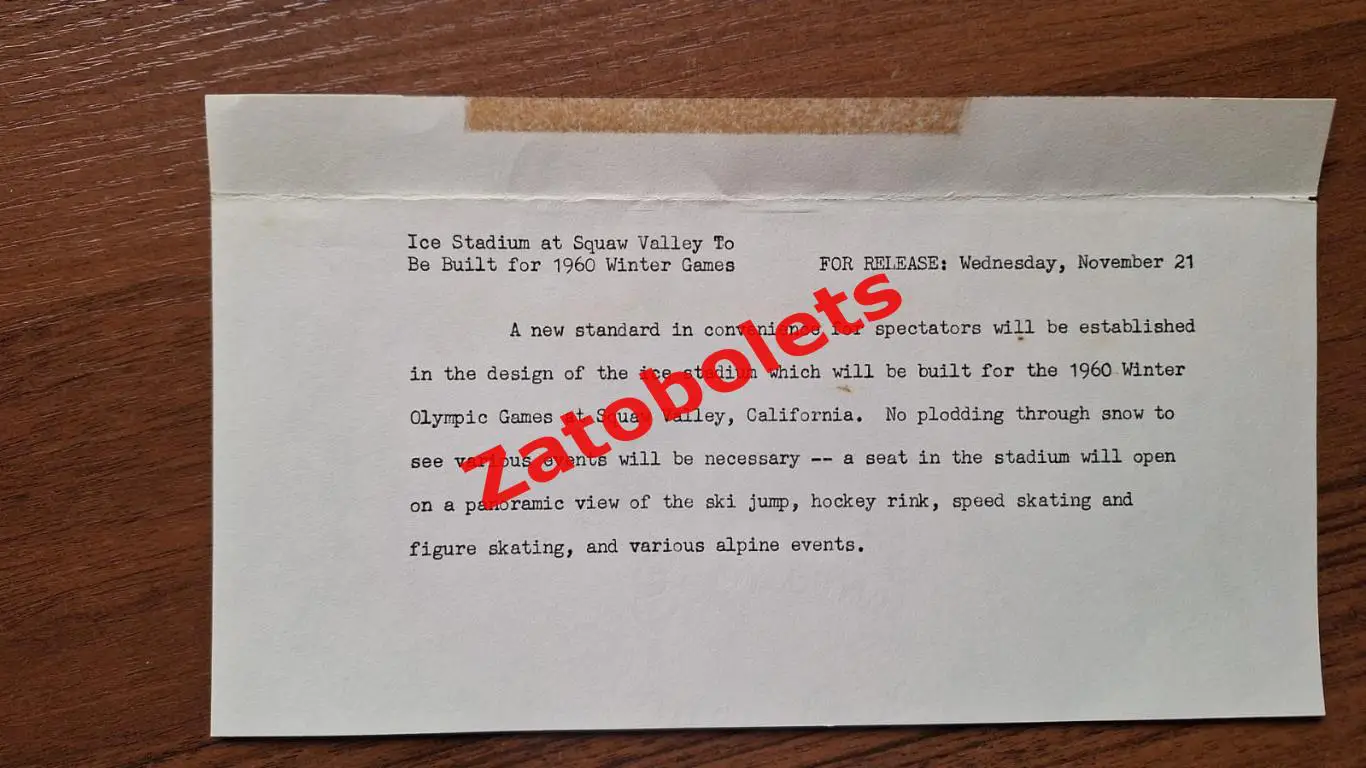 Ice Stadium at Squaw Valley To
Be Built for 1960 Winter Games
FOR RELEASE: Wednesday, November 21
A new standard in convenience for spectators will be established
in the design of the ice stadium which will be built for the 1960 Winter
Olympic Games at Squaw Valley, California. No plodding through snow to
see various events will be necessary -- a seat in the stadium will open
on a panoramic view of the ski jump, hockey rink, speed skating and
figure skating, and various alpine events.
Zatobolets